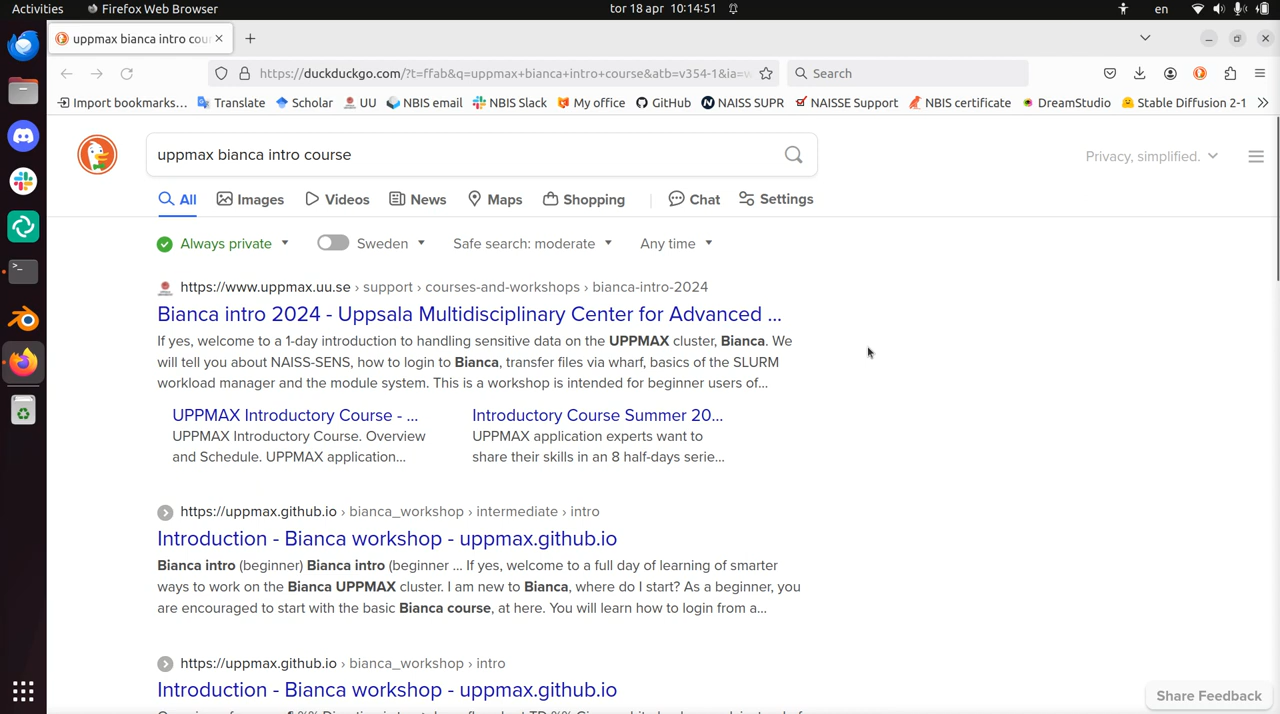 Activities Firefox Web Browser tor 18 apr 10:14:51 en
uppmax bianca intro cour
https://duckduckgo.com/?t=ffab&q=uppmax+bianca+intro+course&atb=v354-1&ia=w Search
Import bookmarks... Translate Scholar UU NBIS email NBIS Slack My office GitHub NAISS SUPR NAISSE Support NBIS certificate DreamStudio Stable Diffusion 2-1
uppmax bianca intro course
Privacy, simplified.
All Images Videos News Maps Shopping Chat Settings
Always private Sweden Safe search: moderate Any time
https://www.uppmax.uu.se › support › courses-and-workshops › bianca-intro-2024
Bianca intro 2024 - Uppsala Multidisciplinary Center for Advanced ...
If yes, welcome to a 1-day introduction to handling sensitive data on the UPPMAX cluster, Bianca. We
will tell you about NAISS-SENS, how to login to Bianca, transfer files via wharf, basics of the SLURM
workload manager and the module system. This is a workshop is intended for beginner users of...
UPPMAX Introductory Course - ... Introductory Course Summer 20...
UPPMAX Introductory Course. Overview UPPMAX application experts want to
and Schedule. UPPMAX application... share their skills in an 8 half-days serie...
https://uppmax.github.io › bianca_workshop › intermediate › intro
Introduction - Bianca workshop - uppmax.github.io
Bianca intro (beginner) Bianca intro (beginner ... If yes, welcome to a full day of learning of smarter
ways to work on the Bianca UPPMAX cluster. I am new to Bianca, where do I start? As a beginner, you
are encouraged to start with the basic Bianca course, at here. You will learn how to login from a...
https://uppmax.github.io › bianca_workshop › intro
Introduction - Bianca workshop - uppmax.github.io
Share Feedback